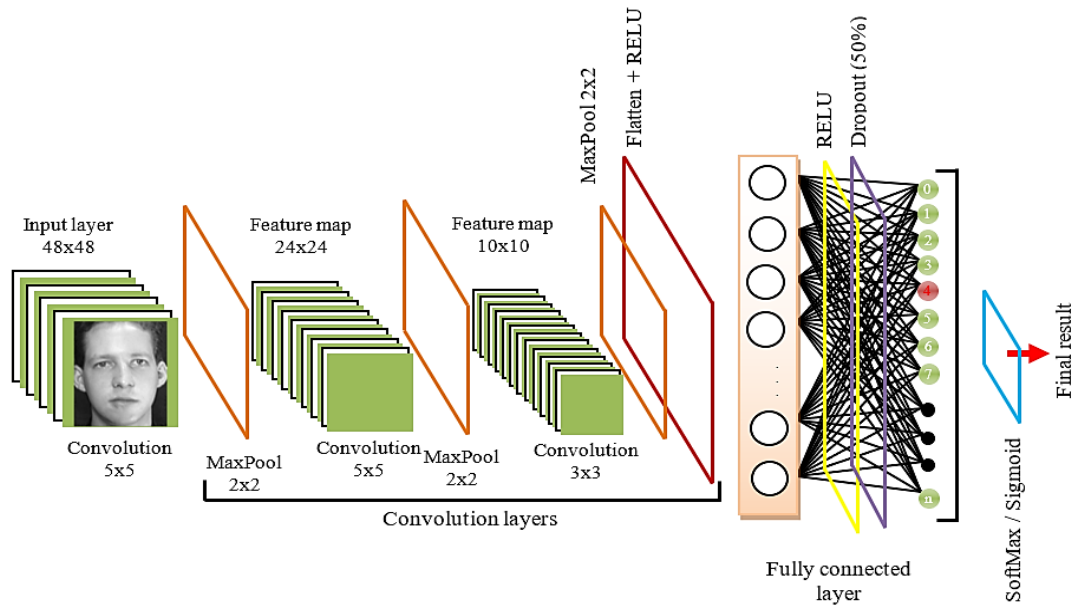 Input layer
48x48
Convolution
5x5
MaxPool
2x2
Feature map
24x24
Convolution
5x5
MaxPool
2x2
Feature map
10x10
Convolution
3x3
MaxPool 2x2
Flatten + RELU
Convolution layers
. . . .
RELU
Dropout (50%)
0
1
2
3
4
5
6
7
n
Fully connected
layer
SoftMax / Sigmoid
Final result